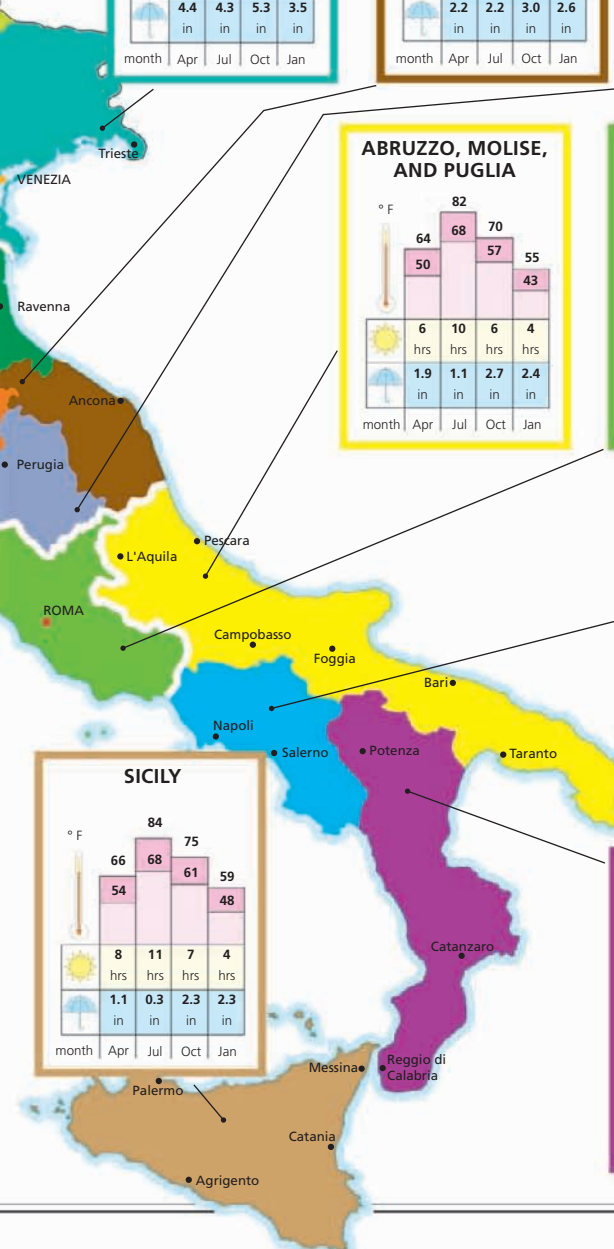 4.4 4.3 5.3 3.5
in in in in
month Apr Jul Oct Jan
2.2 2.2 3.0 2.6
in in in in
month Apr Jul Oct Jan
Trieste
VENEZIA
ABRUZZO, MOLISE,
AND PUGLIA
° F
64 82 70 55
50 68 57 43
6 10 6 4
hrs hrs hrs hrs
1.9 1.1 2.7 2.4
in in in in
month Apr Jul Oct Jan
Ravenna
Ancona
Perugia
Pescara
L'Aquila
ROMA
Campobasso
Foggia
Bari
Napoli
Salerno
Potenza
Taranto
SICILY
° F
66 84 75 59
54 68 61 48
8 11 7 4
hrs hrs hrs hrs
1.1 0.3 2.3 2.3
in in in in
month Apr Jul Oct Jan
Catanzaro
Messina
Reggio di
Calabria
Palermo
Catania
Agrigento